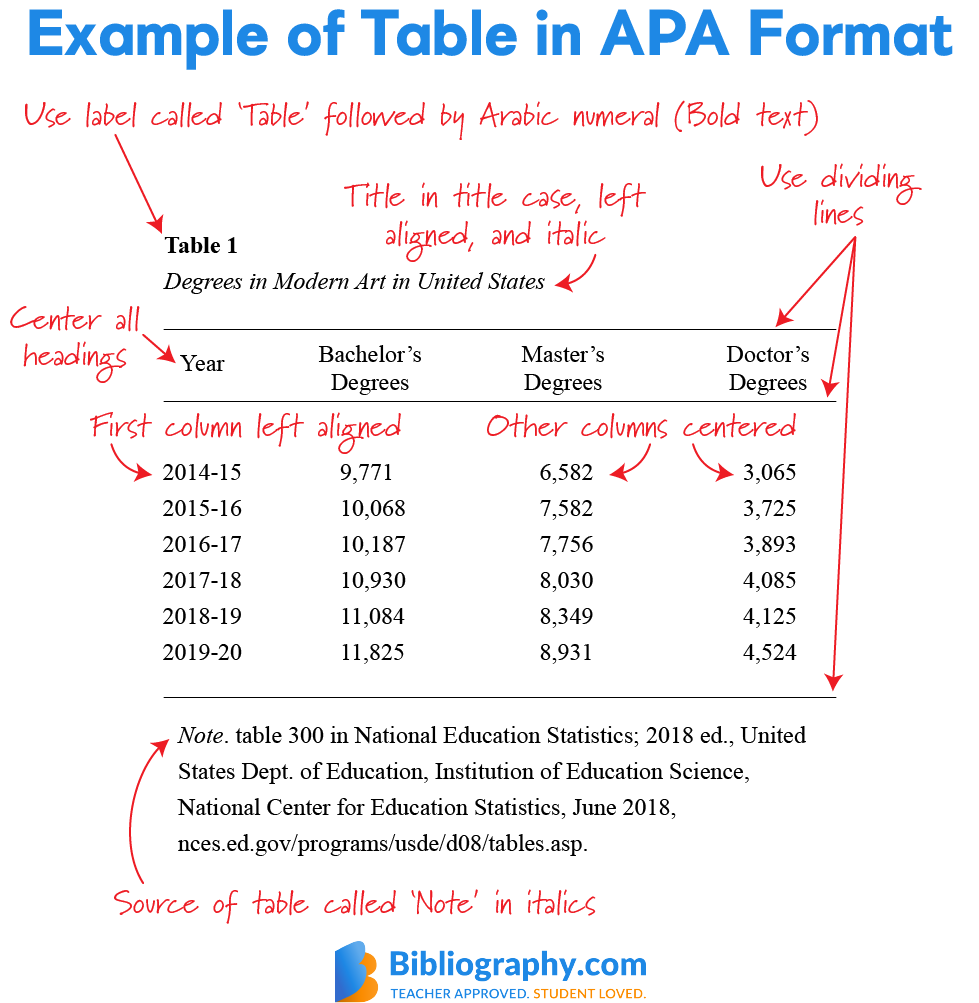 Example of Table in APA Format
Use label called 'Table' followed by Arabic numeral (Bold text)
Use dividing
lines
Title in title case, left
aligned, and italic
Table 1
Degrees in Modern Art in United States
Center all
headings
Year Bachelor's Degrees Master's Degrees Doctor's Degrees
First column left aligned Other columns centered
2014-15 9,771 6,582 3,065
2015-16 10,068 7,582 3,725
2016-17 10,187 7,756 3,893
2017-18 10,930 8,030 4,085
2018-19 11,084 8,349 4,125
2019-20 11,825 8,931 4,524
Note. table 300 in National Education Statistics; 2018 ed., United
States Dept. of Education, Institution of Education Science,
National Center for Education Statistics, June 2018,
nces.ed.gov/programs/usde/d08/tables.asp.
Source of table called 'Note' in italics
Bibliography.com
TEACHER APPROVED. STUDENT LOVED.